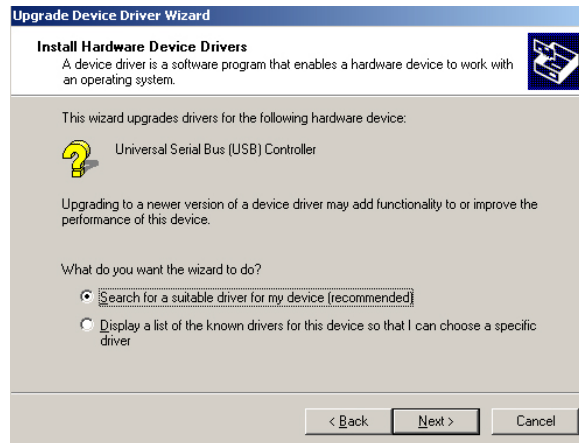 Upgrade Device Driver Wizard
Install Hardware Device Drivers
A device driver is a software program that enables a hardware device to work with
an operating system.
This wizard upgrades drivers for the following hardware device:
Universal Serial Bus (USB) Controller
Upgrading to a newer version of a device driver may add functionality to or improve the
performance of this device.
What do you want the wizard to do?
Search for a suitable driver for my device (recommended)
Display a list of the known drivers for this device so that I can choose a specific
driver
< Back Next > Cancel